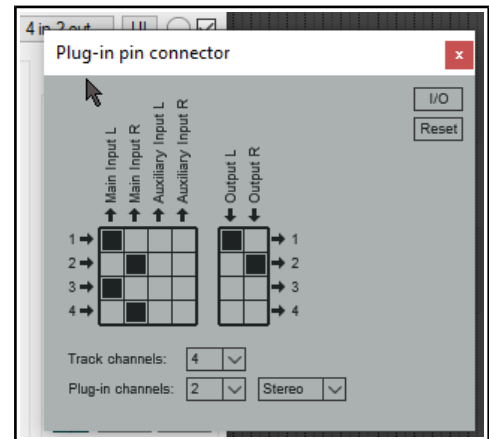 4 in 2 out UI
Plug-in pin connector x
I/O
Reset
Main Input L
Main Input R
Auxiliary Input L
Auxiliary Input R
Output L
Output R
1 1
2 2
3 3
4 4
Track channels: 4
Plug-in channels: 2 Stereo